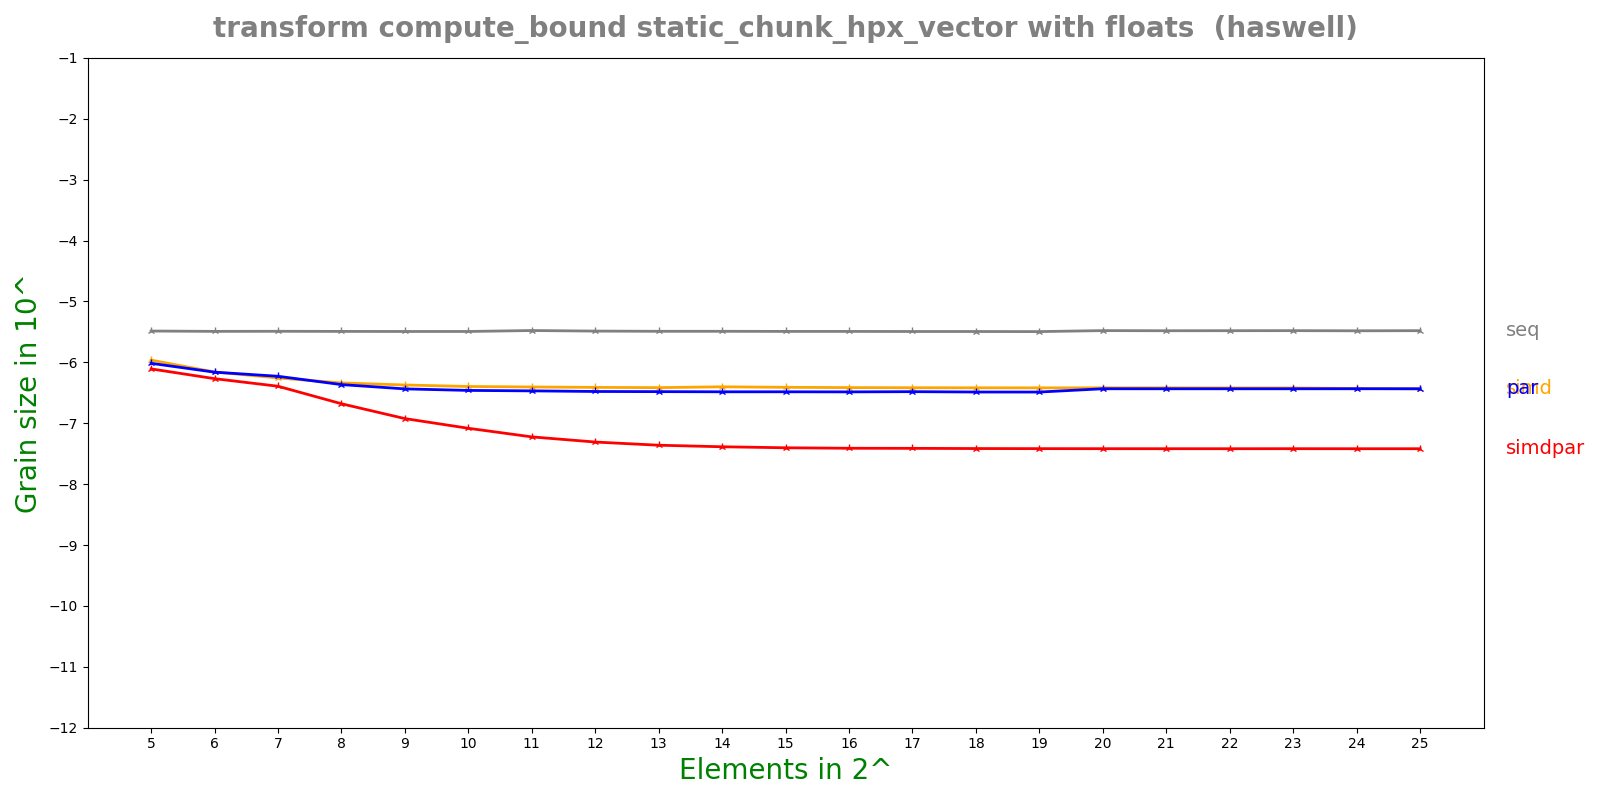 transform compute_bound static_chunk_hpx_vector with floats (haswell)
−1
−2
−3
−4
−5
−6
−7
−8
−9
−10
−11
−12
Grain size in 10^
seq
simd
par
simdpar
5 6 7 8 9 10 11 12 13 14 15 16 17 18 19 20 21 22 23 24 25
Elements in 2^